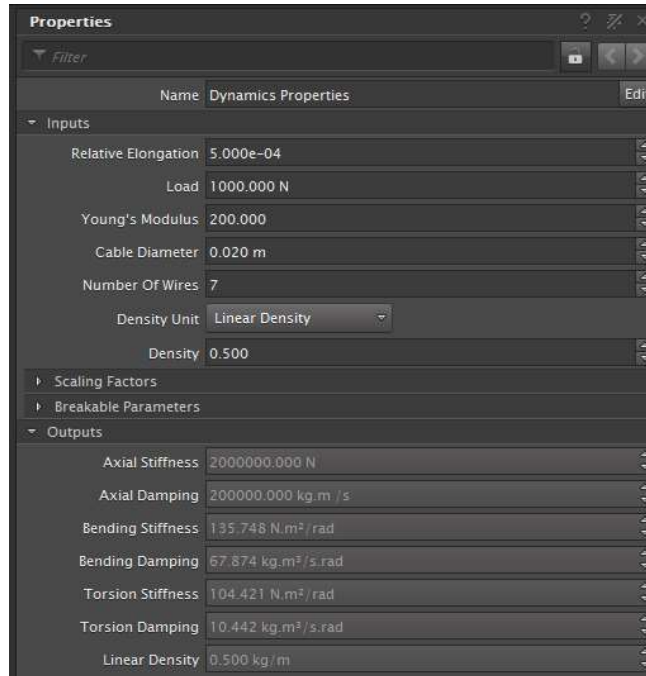 Properties
Filter
Name Dynamics Properties Edi
Inputs
Relative Elongation 5.000e-04
Load 1000.000 N
Young's Modulus 200.000
Cable Diameter 0.020 m
Number Of Wires 7
Density Unit Linear Density
Density 0.500
Scaling Factors
Breakable Parameters
Outputs
Axial Stiffness 2000000.000 N
Axial Damping 200000.000 kg.m /s
Bending Stiffness 135.748 N.m²/rad
Bending Damping 67.874 kg.m³/s.rad
Torsion Stiffness 104.421 N.m²/rad
Torsion Damping 10.442 kg.m³/s.rad
Linear Density 0.500 kg/m